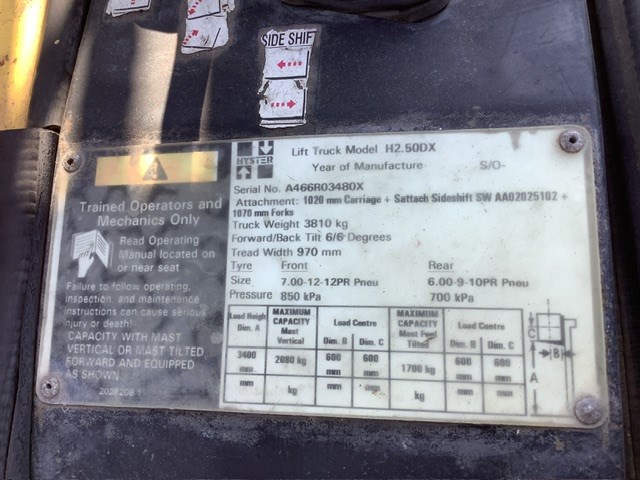 SIDE SHIFT
HYSTER
Lift Truck Model H2.50DX
Year of Manufacture S/O-
Serial No. A466R03480X
Attachment: 1020 mm Carriage + Sattach Sideshift SW AA02025102 +
1070 mm Forks
Truck Weight 3810 kg
Forward/Back Tilt 6/6 Degrees
Tread Width 970 mm
Tyre Front Rear
Size 7.00-12-12PR Pneu 6.00-9-10PR Pneu
Pressure 850 kPa 700 kPa
Trained Operators and
Mechanics Only
Read Operating
Manual located on
or near seat
Failure to follow operating,
inspection, and maintenance
instructions can cause serious
injury or death!
CAPACITY WITH MAST
VERTICAL OR MAST TILTED
FORWARD AND EQUIPPED
AS SHOWN
Load Heigh
Dim. A
MAXIMUM
CAPACITY
Mast
Vertical
Load Centre
Dim. B Dim. C
MAXIMUM
CAPACITY
Mast Fwd
Tilted
Load Centre
Dim. B Dim. C
3400 2080 kg 600 600 1700 kg 600 600
mm mm mm mm mm
mm kg mm mm kg mm mm
C
B
A